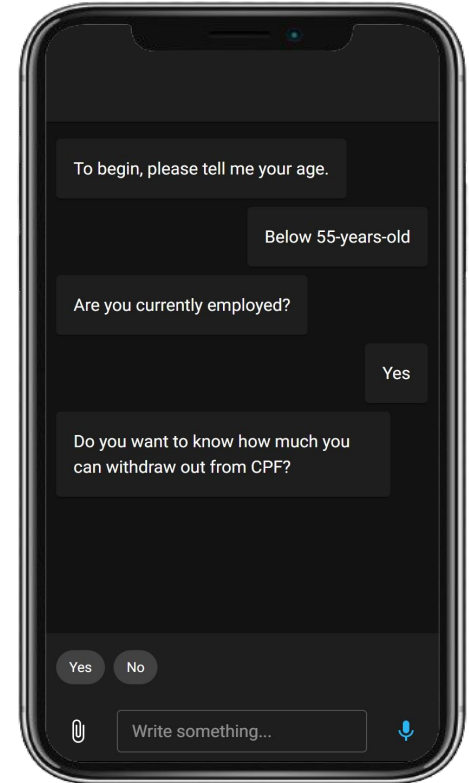 To begin, please tell me your age.
Below 55-years-old
Are you currently employed?
Yes
Do you want to know how much you
can withdraw out from CPF?
Yes
No
Write something...